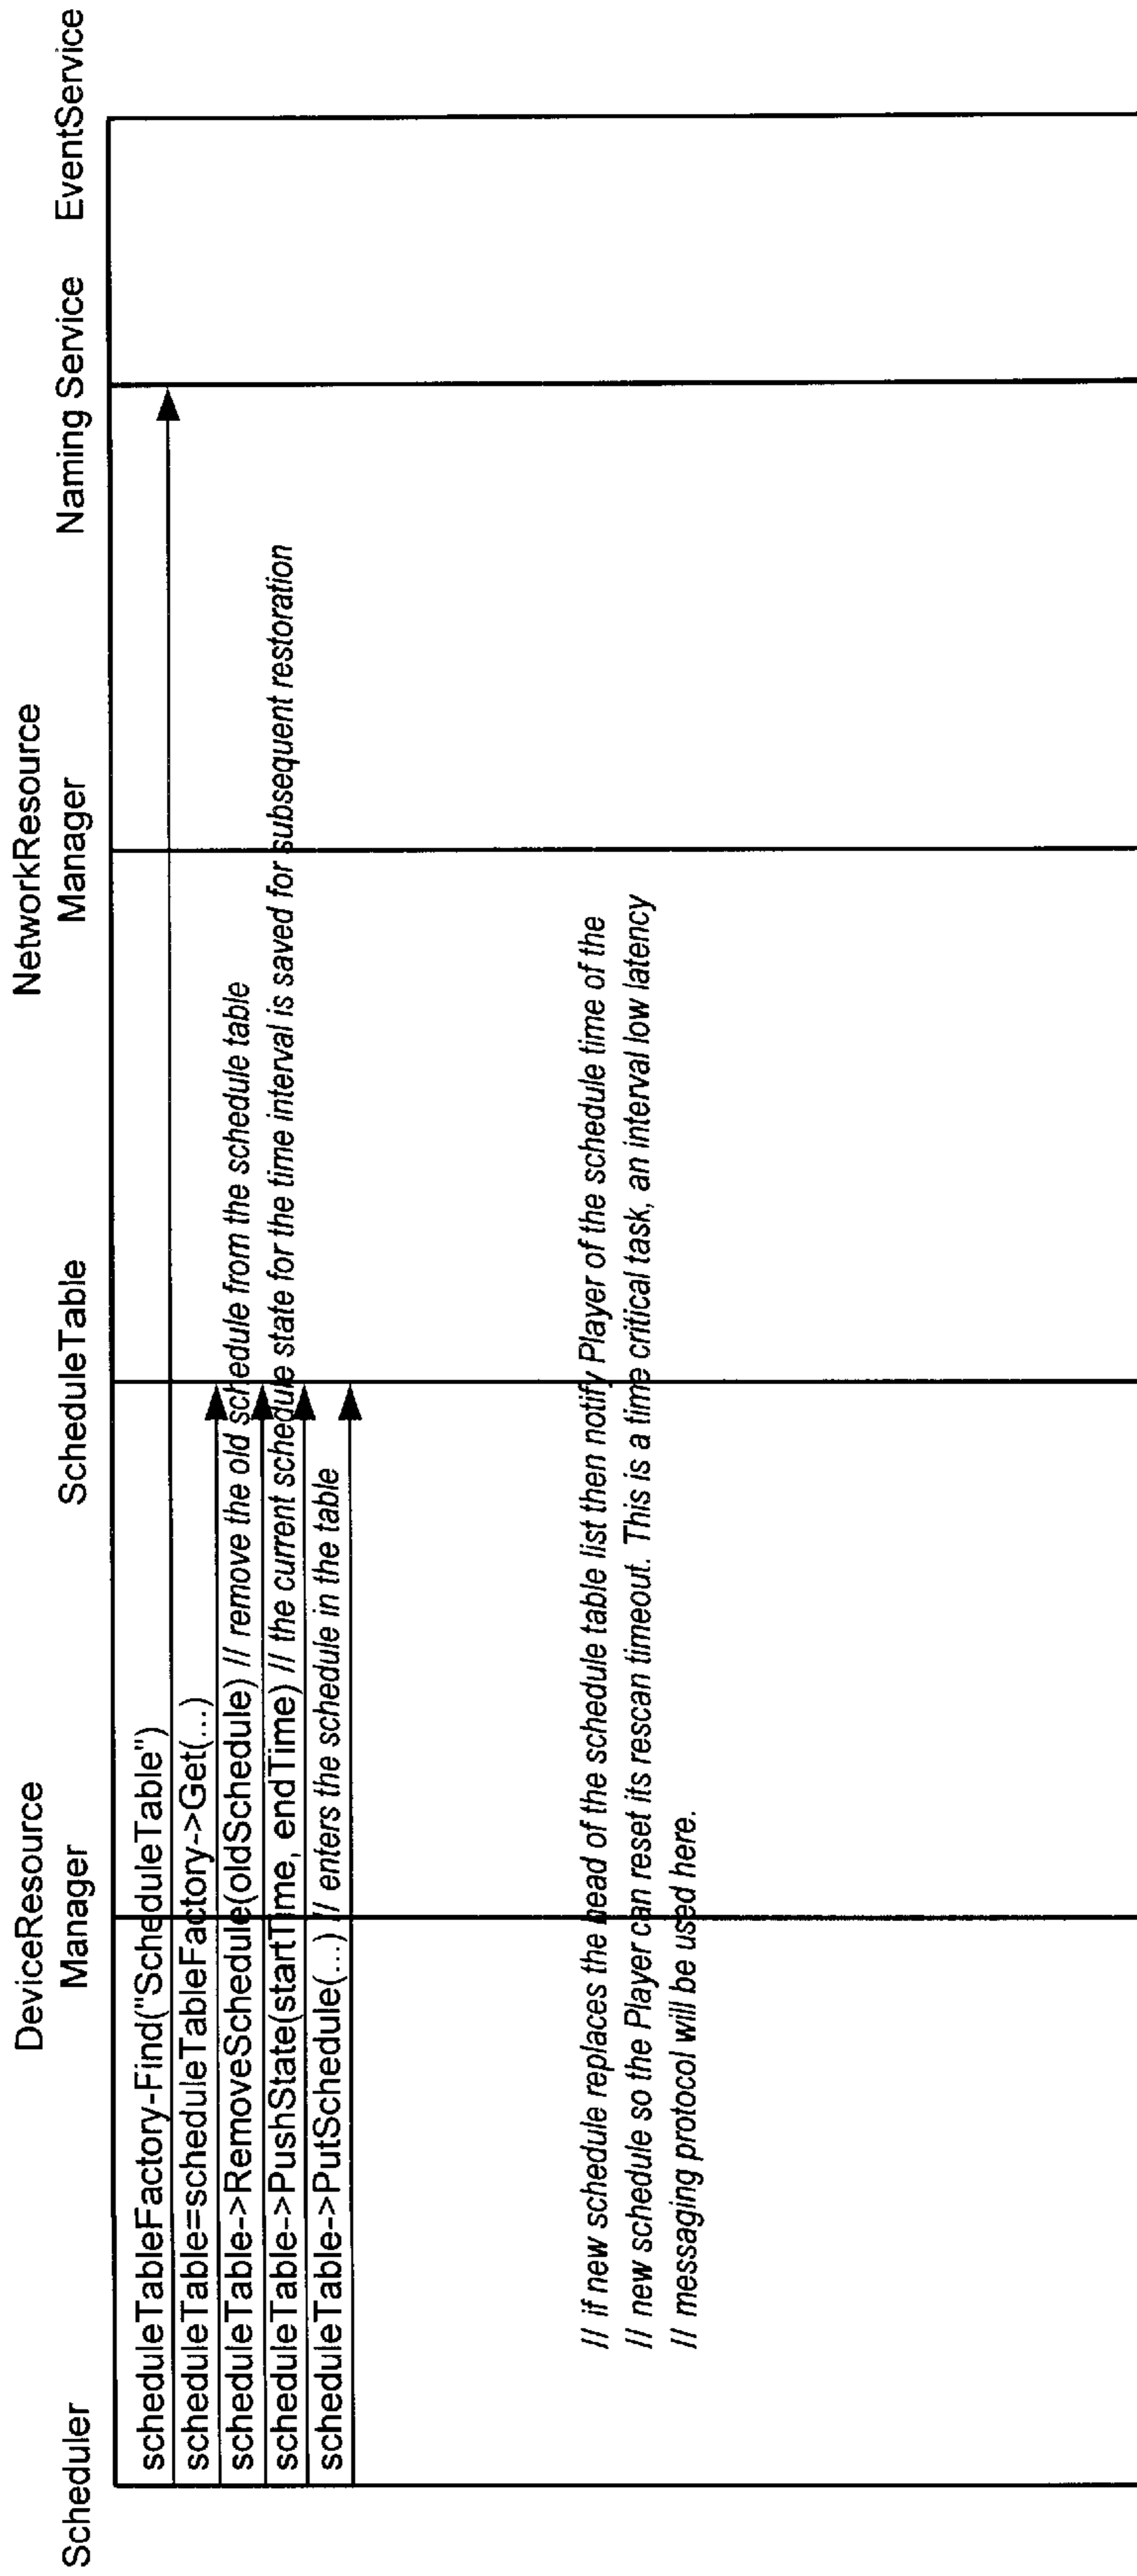 Scheduler
DeviceResource
Manager
ScheduleTable
NetworkResource
Manager
Naming Service
EventService
scheduleTableFactory-Find("ScheduleTable")
scheduleTable=scheduleTableFactory->Get(...)
scheduleTable->RemoveSchedule(oldSchedule) // remove the old schedule from the schedule table
scheduleTable->PushState(startTime, endTime) // the current schedule state for the time interval is saved for subsequent restoration
scheduleTable->PutSchedule(...) // enters the schedule in the table
// if new schedule replaces the head of the schedule table list then notify Player of the schedule time of the
// new schedule so the Player can reset its rescan timeout. This is a time critical task, an interval low latency
// messaging protocol will be used here.